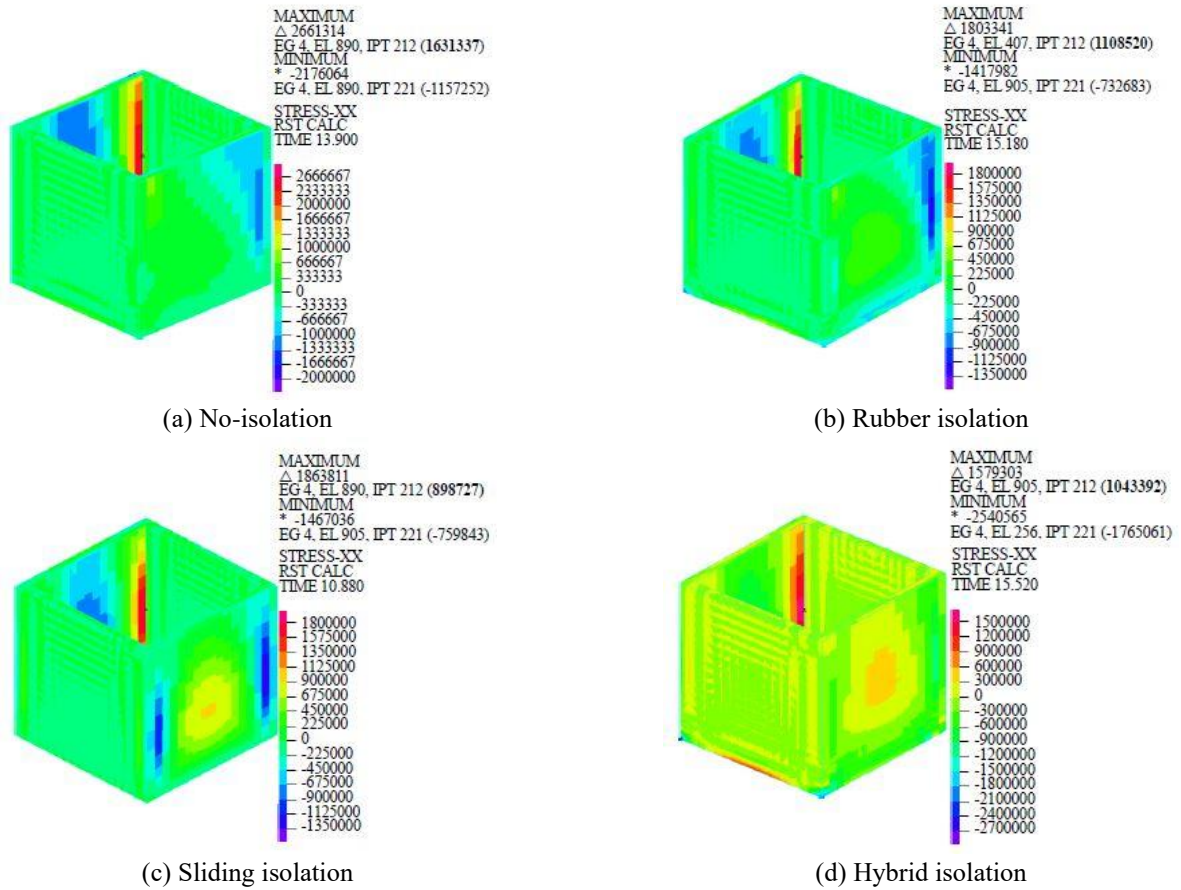 MAXIMUM
△ 2661314
EG 4, EL 890, IPT 212 (1631337)
MINIMUM
* -2176064
EG 4, EL 890, IPT 221 (-1157252)
STRESS-XX
RST CALC
TIME 13.900
2666667
2333333
2000000
1666667
1333333
1000000
666667
333333
0
-333333
-666667
-1000000
-1333333
-1666667
-2000000
(a) No-isolation
MAXIMUM
△ 1803341
EG 4, EL 407, IPT 212 (1108520)
MINIMUM
* -1417982
EG 4, EL 905, IPT 221 (-732683)
STRESS-XX
RST CALC
TIME 15.180
1800000
1575000
1350000
1125000
900000
675000
450000
225000
0
-225000
-450000
-675000
-900000
-1125000
-1350000
(b) Rubber isolation
MAXIMUM
△ 1863811
EG 4, EL 890, IPT 212 (898727)
MINIMUM
* -1467036
EG 4, EL 905, IPT 221 (-759843)
STRESS-XX
RST CALC
TIME 10.880
1800000
1575000
1350000
1125000
900000
675000
450000
225000
0
-225000
-450000
-675000
-900000
-1125000
-1350000
(c) Sliding isolation
MAXIMUM
△ 1579303
EG 4, EL 905, IPT 212 (1043392)
MINIMUM
* -2540565
EG 4, EL 256, IPT 221 (-1765061)
STRESS-XX
RST CALC
TIME 15.520
1500000
1200000
900000
600000
300000
0
-300000
-600000
-900000
-1200000
-1500000
-1800000
-2100000
-2400000
-2700000
(d) Hybrid isolation